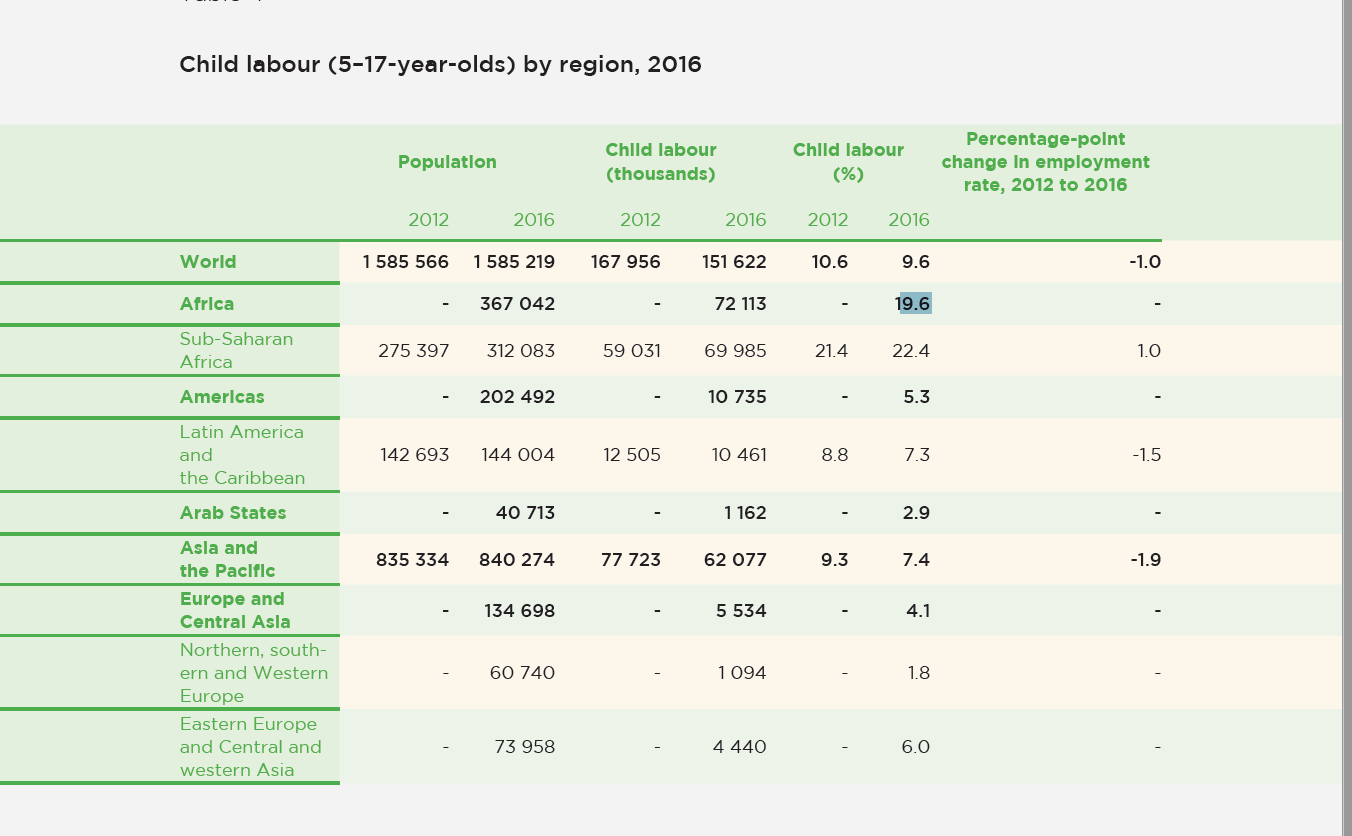 Child labour (5–17-year-olds) by region, 2016
Population Child labour (thousands) Child labour (%) Percentage-point change in employment rate, 2012 to 2016
2012 2016 2012 2016 2012 2016
World 1 585 566 1 585 219 167 956 151 622 10.6 9.6 -1.0
Africa - 367 042 - 72 113 - 19.6 -
Sub-Saharan Africa 275 397 312 083 59 031 69 985 21.4 22.4 1.0
Americas - 202 492 - 10 735 - 5.3 -
Latin America and the Caribbean 142 693 144 004 12 505 10 461 8.8 7.3 -1.5
Arab States - 40 713 - 1 162 - 2.9 -
Asia and the Pacific 835 334 840 274 77 723 62 077 9.3 7.4 -1.9
Europe and Central Asia - 134 698 - 5 534 - 4.1 -
Northern, south-ern and Western Europe - 60 740 - 1 094 - 1.8 -
Eastern Europe and Central and western Asia - 73 958 - 4 440 - 6.0 -